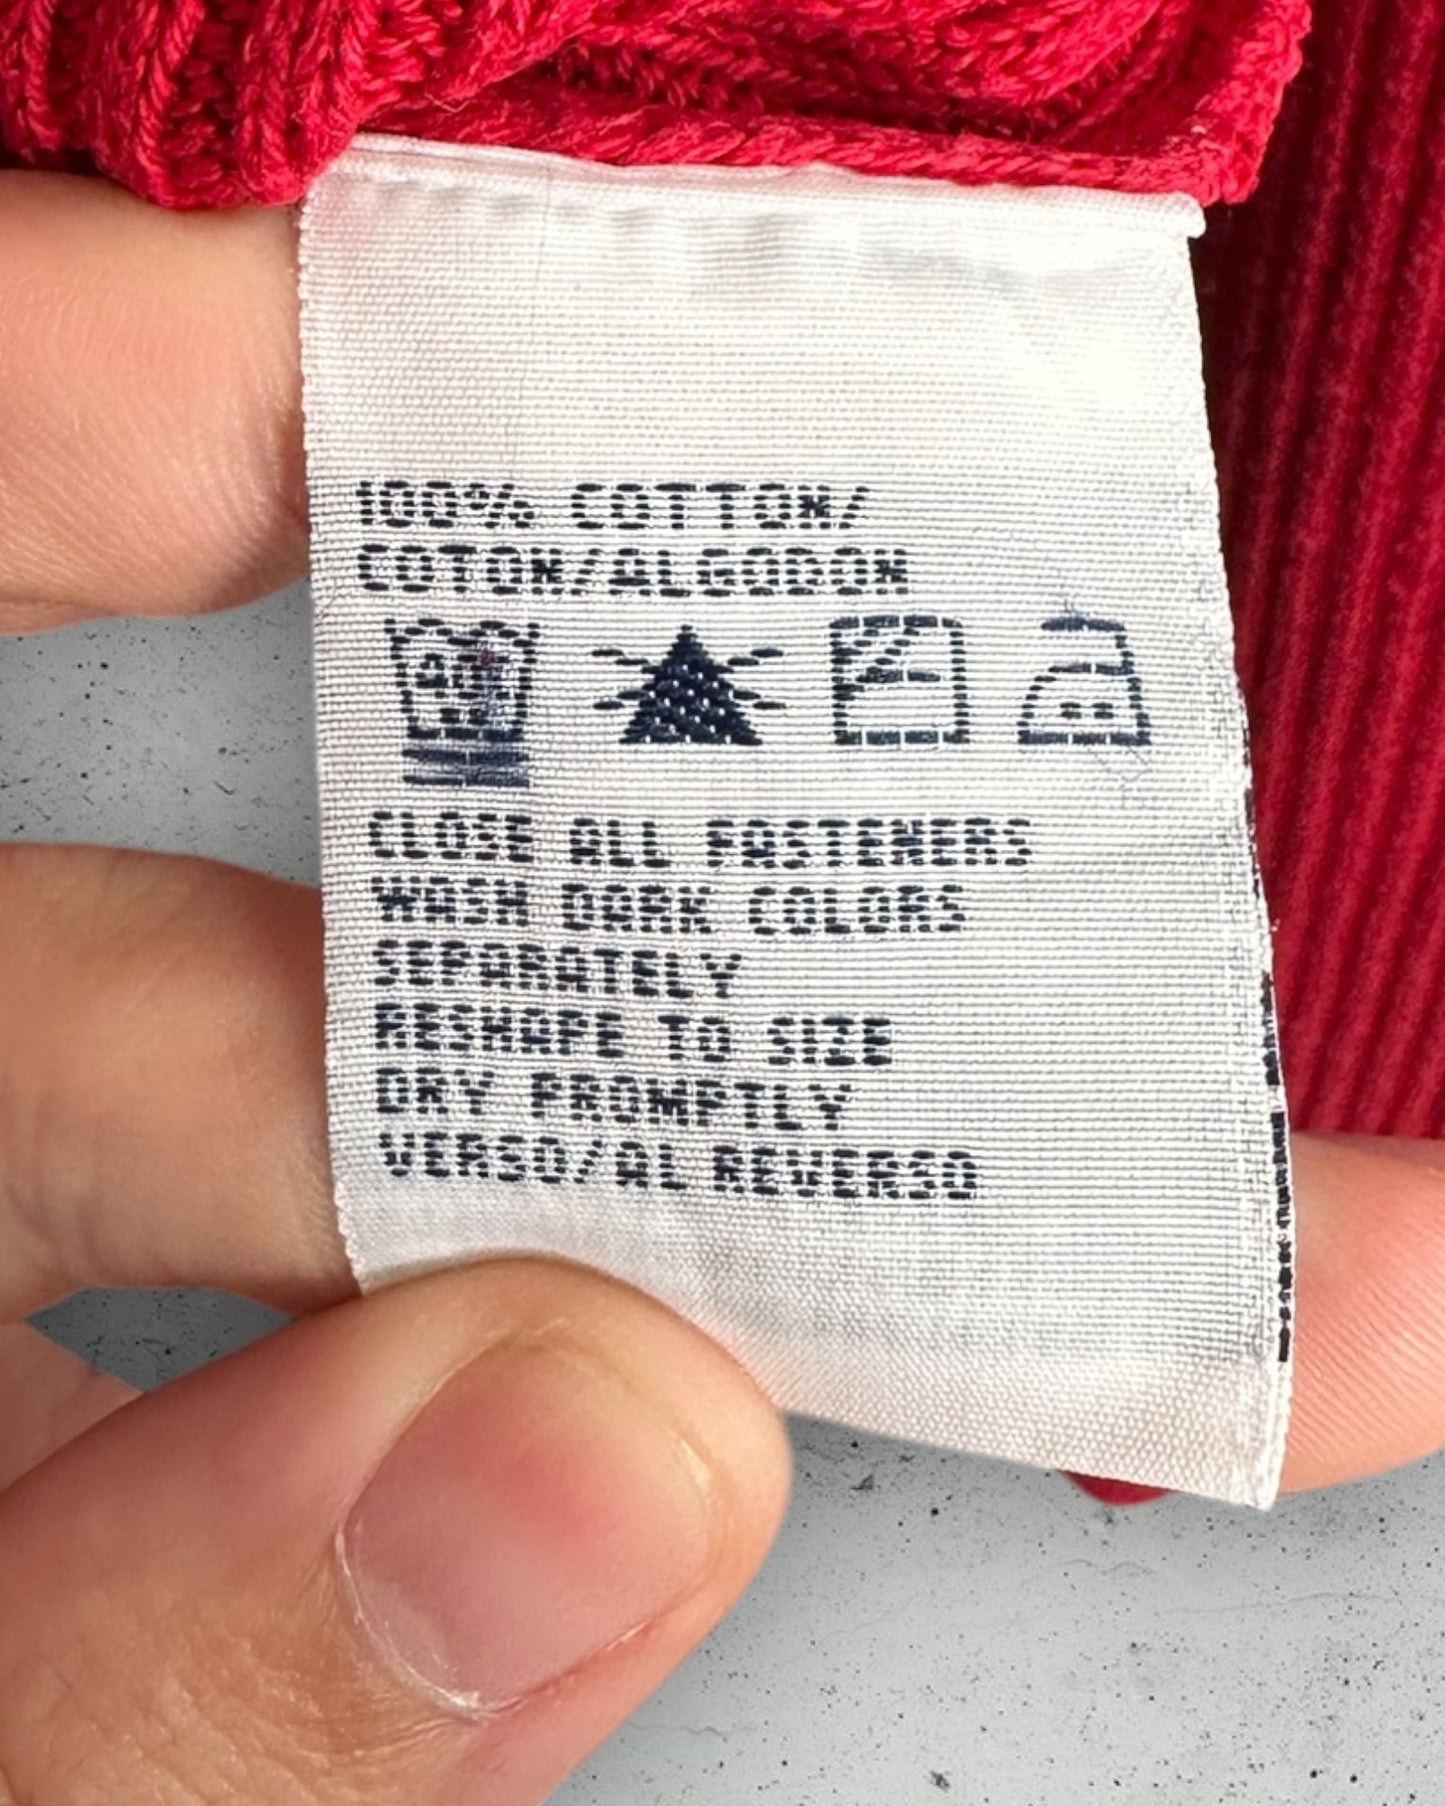 100% COTTON/
COTON/ALGODON
40
CLOSE ALL FASTENERS
WASH DARK COLORS
SEPARATELY
RESHAPE TO SIZE
DRY PROMPTLY
VERSO/AL REVERSO